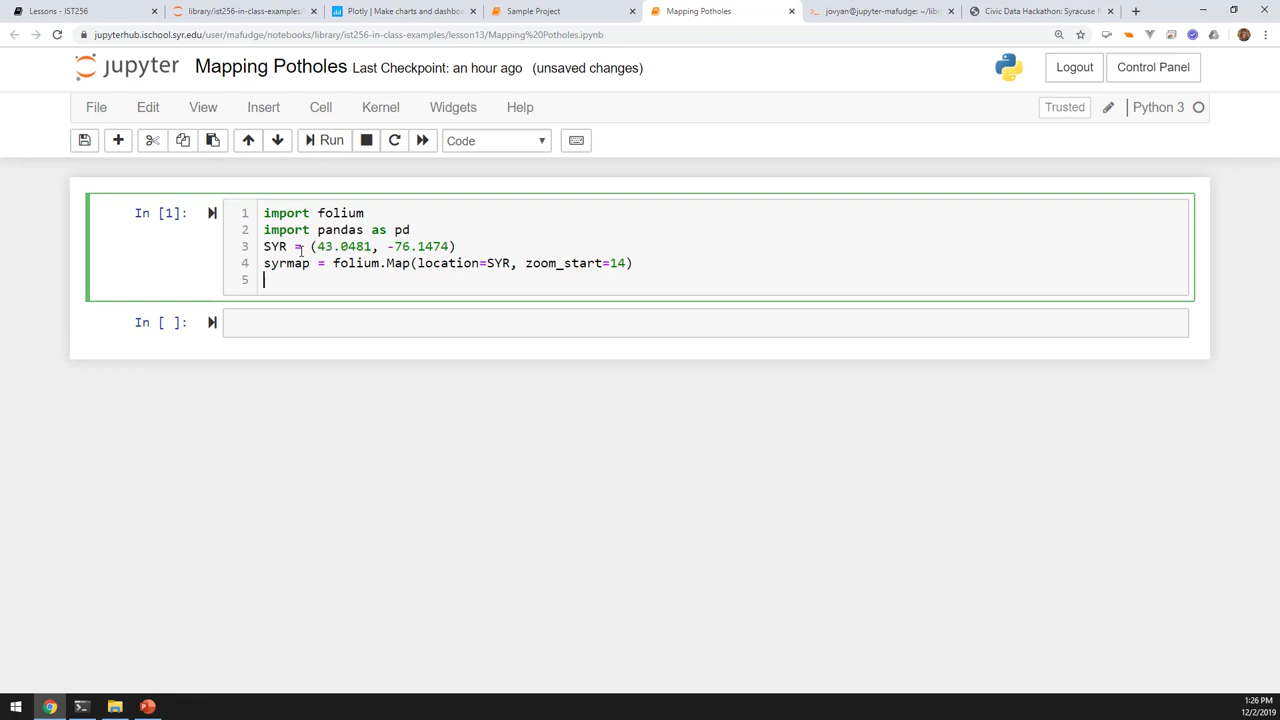 Lessons - IST256
library/ist256-in-class-examples/
Plotly | Make charts and dashboa
Sample Project
Mapping Potholes
jovyan@jupyter-mafudge: ~/libra
Civic Data Hackathon: Syracuse R
jupyterhub.ischool.syr.edu/user/mafudge/notebooks/library/ist256-in-class-examples/lesson13/Mapping%20Potholes.ipynb
jupyter Mapping Potholes Last Checkpoint: an hour ago (unsaved changes)
Logout
Control Panel
File Edit View Insert Cell Kernel Widgets Help
Trusted
Python 3
Run
Code
In [1]:
1 import folium
2 import pandas as pd
3 SYR = (43.0481, -76.1474)
4 syrmap = folium.Map(location=SYR, zoom_start=14)
5
In [ ]:
1:26 PM
12/2/2019